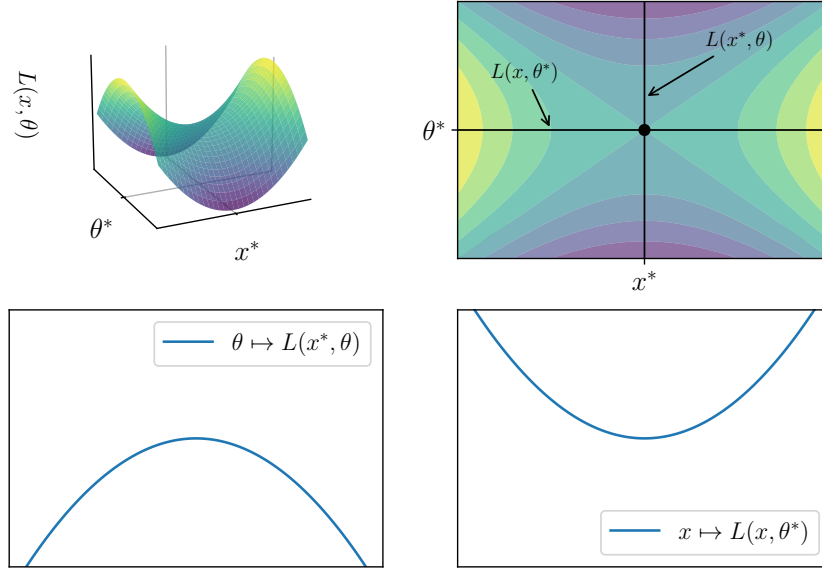 L(x, θ)
θ*
x*
L(x*, θ)
L(x, θ*)
θ*
x*
θ ↦ L(x*, θ)
x ↦ L(x, θ*)